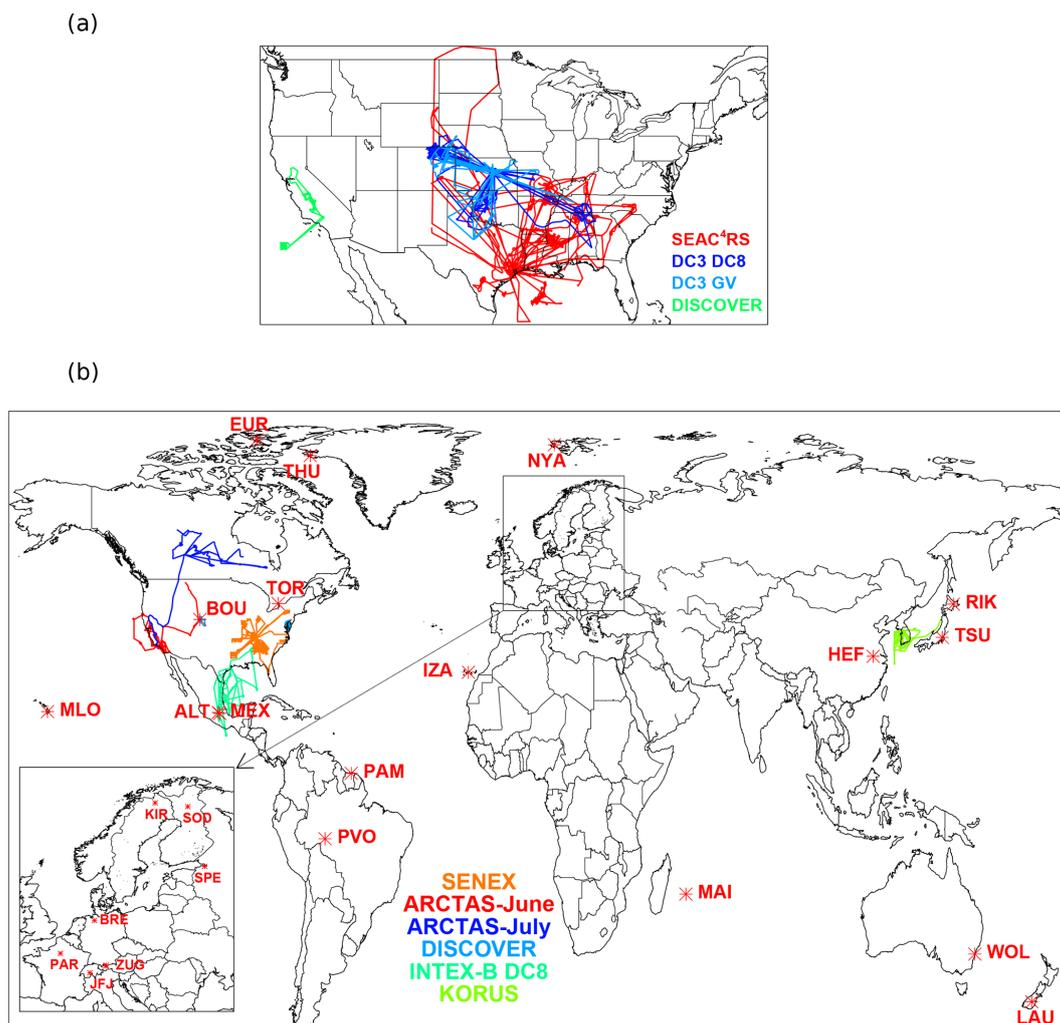 (a)
SEAC⁴RS
DC3 DC8
DC3 GV
DISCOVER
(b)
EUR
THU
NYA
TOR
BOU
RIK
TSU
HEF
IZA
MLO
ALT MEX
PAM
PVO
KIR
SOD
SPE
BRE
PAR
ZUG
JFJ
SENEX
ARCTAS-June
ARCTAS-July
DISCOVER
INTEX-B DC8
KORUS
MAI
WOL
LAU